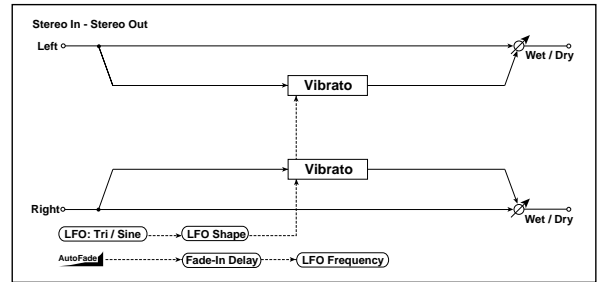 Stereo In - Stereo Out
Left
Wet / Dry
Vibrato
Vibrato
Right
Wet / Dry
LFO: Tri / Sine
LFO Shape
AutoFade
Fade-In Delay
LFO Frequency